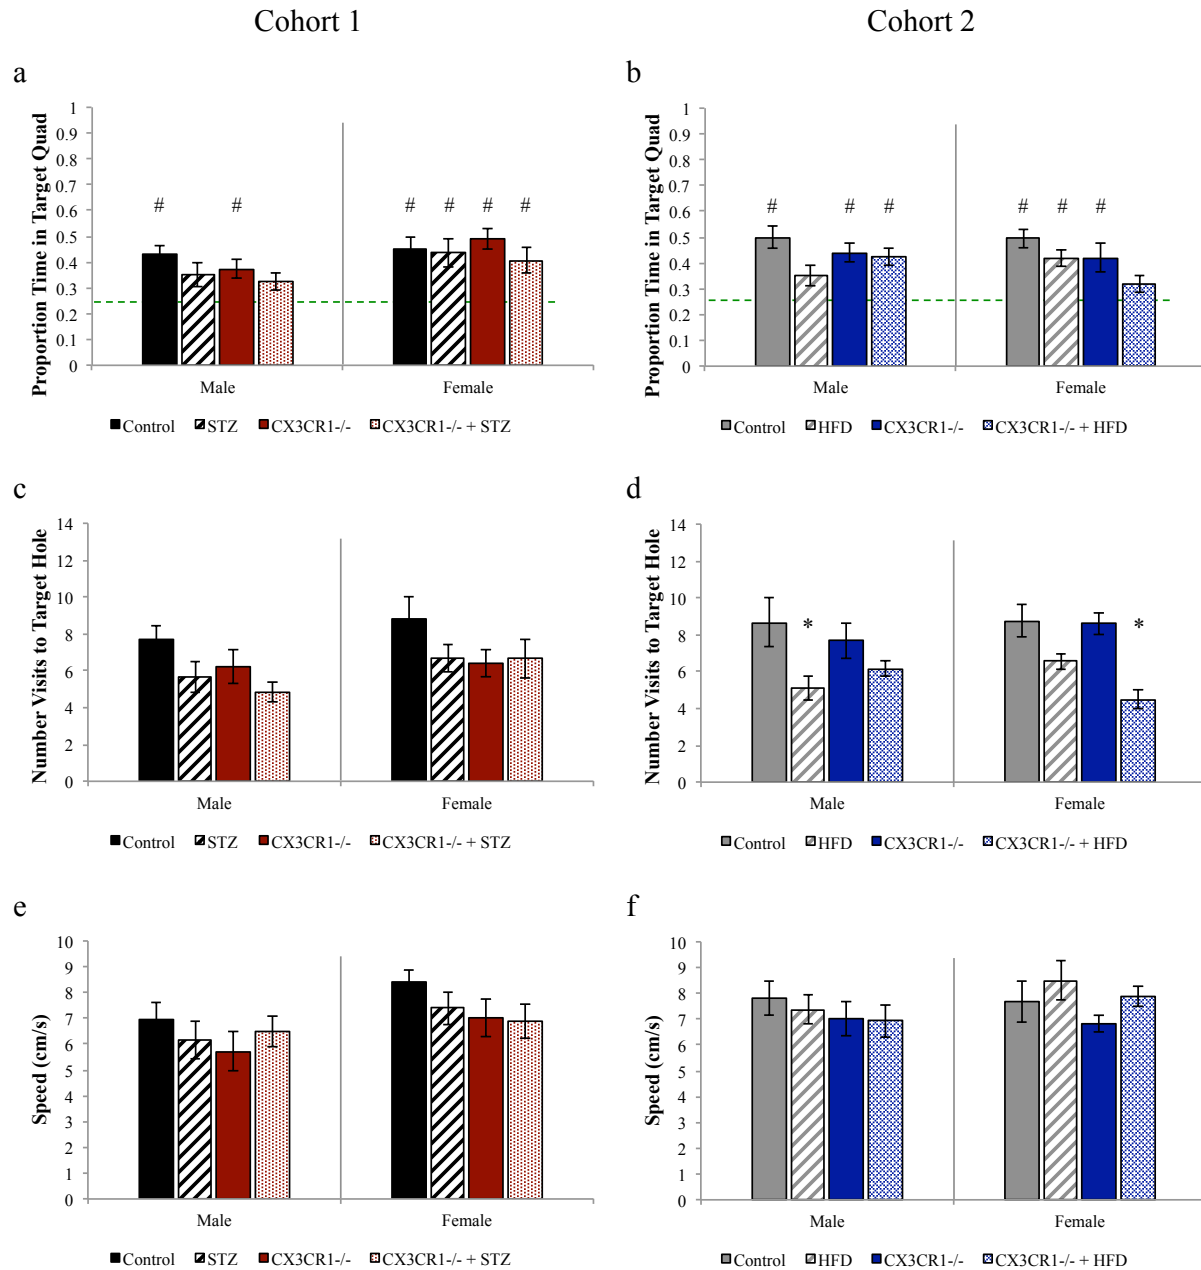 Cohort 1
Cohort 2
a
Proportion Time in Target Quad
1
0.9
0.8
0.7
0.6
0.5
0.4
0.3
0.2
0.1
0
# # # # # #
Male Female
Control STZ CX3CR1-/- CX3CR1-/- + STZ
b
Proportion Time in Target Quad
1
0.9
0.8
0.7
0.6
0.5
0.4
0.3
0.2
0.1
0
# # # # # #
Male Female
Control HFD CX3CR1-/- CX3CR1-/- + HFD
c
Number Visits to Target Hole
14
12
10
8
6
4
2
0
Male Female
Control STZ CX3CR1-/- CX3CR1-/- + STZ
d
Number Visits to Target Hole
14
12
10
8
6
4
2
0
* *
Male Female
Control HFD CX3CR1-/- CX3CR1-/- + HFD
e
Speed (cm/s)
10
9
8
7
6
5
4
3
2
1
0
Male Female
Control STZ CX3CR1-/- CX3CR1-/- + STZ
f
Speed (cm/s)
10
9
8
7
6
5
4
3
2
1
0
Male Female
Control HFD CX3CR1-/- CX3CR1-/- + HFD